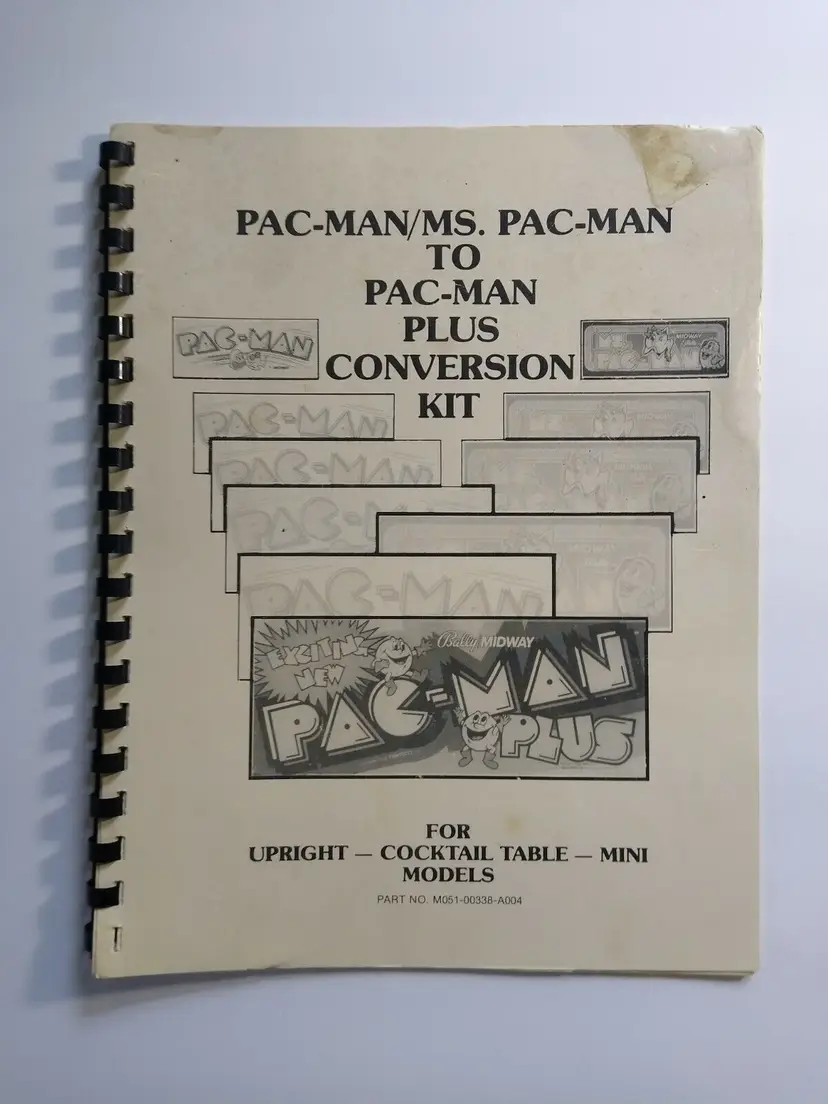 PAC-MAN/MS. PAC-MAN
TO
PAC-MAN
PLUS
CONVERSION
KIT
PAC-MAN
MS.
PAC-MAN
MIDWAY
PAC-MAN
PAC-MAN
PAC-MAN
EXCITING
NEW
Bally MIDWAY
PAC-MAN
PLUS
FOR
UPRIGHT — COCKTAIL TABLE — MINI
MODELS
PART NO. M051-00338-A004